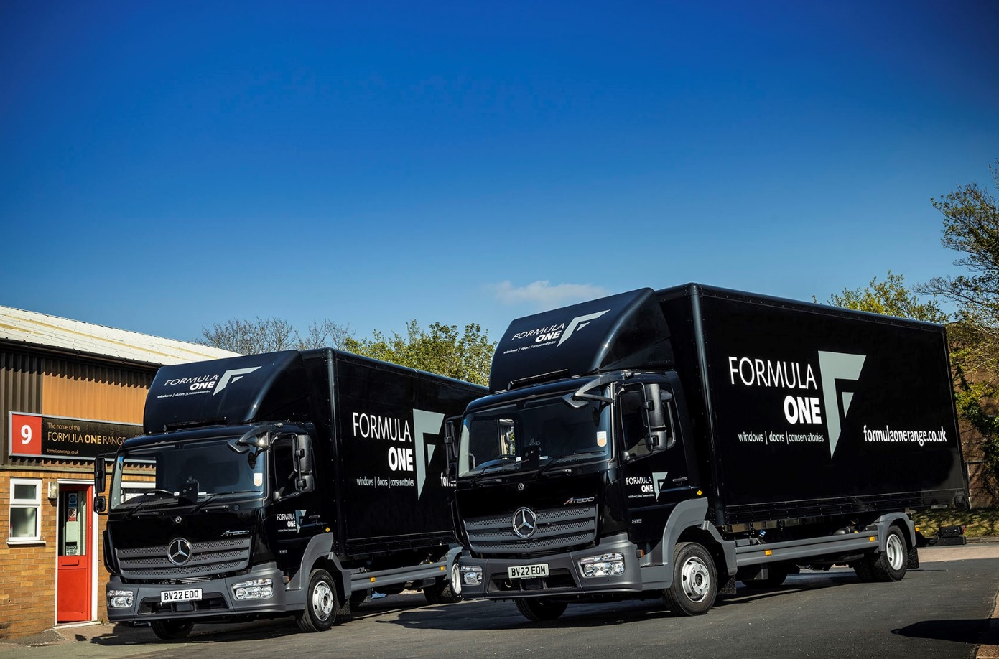 9
The home of the
FORMULA ONE RANGE
formulaonerange.co.uk
FORMULA
ONE
windows | doors | conservatories
FORMULA
ONE
windows | doors | conservatories
FORMULA
ONE
ATEGO
BV22 EOO
FORMULA
ONE
windows | doors | conservatories
FORMULA
ONE
windows | doors | conservatories
formulaonerange.co.uk
FORMULA
ONE
ATEGO
818
BV22 EOM